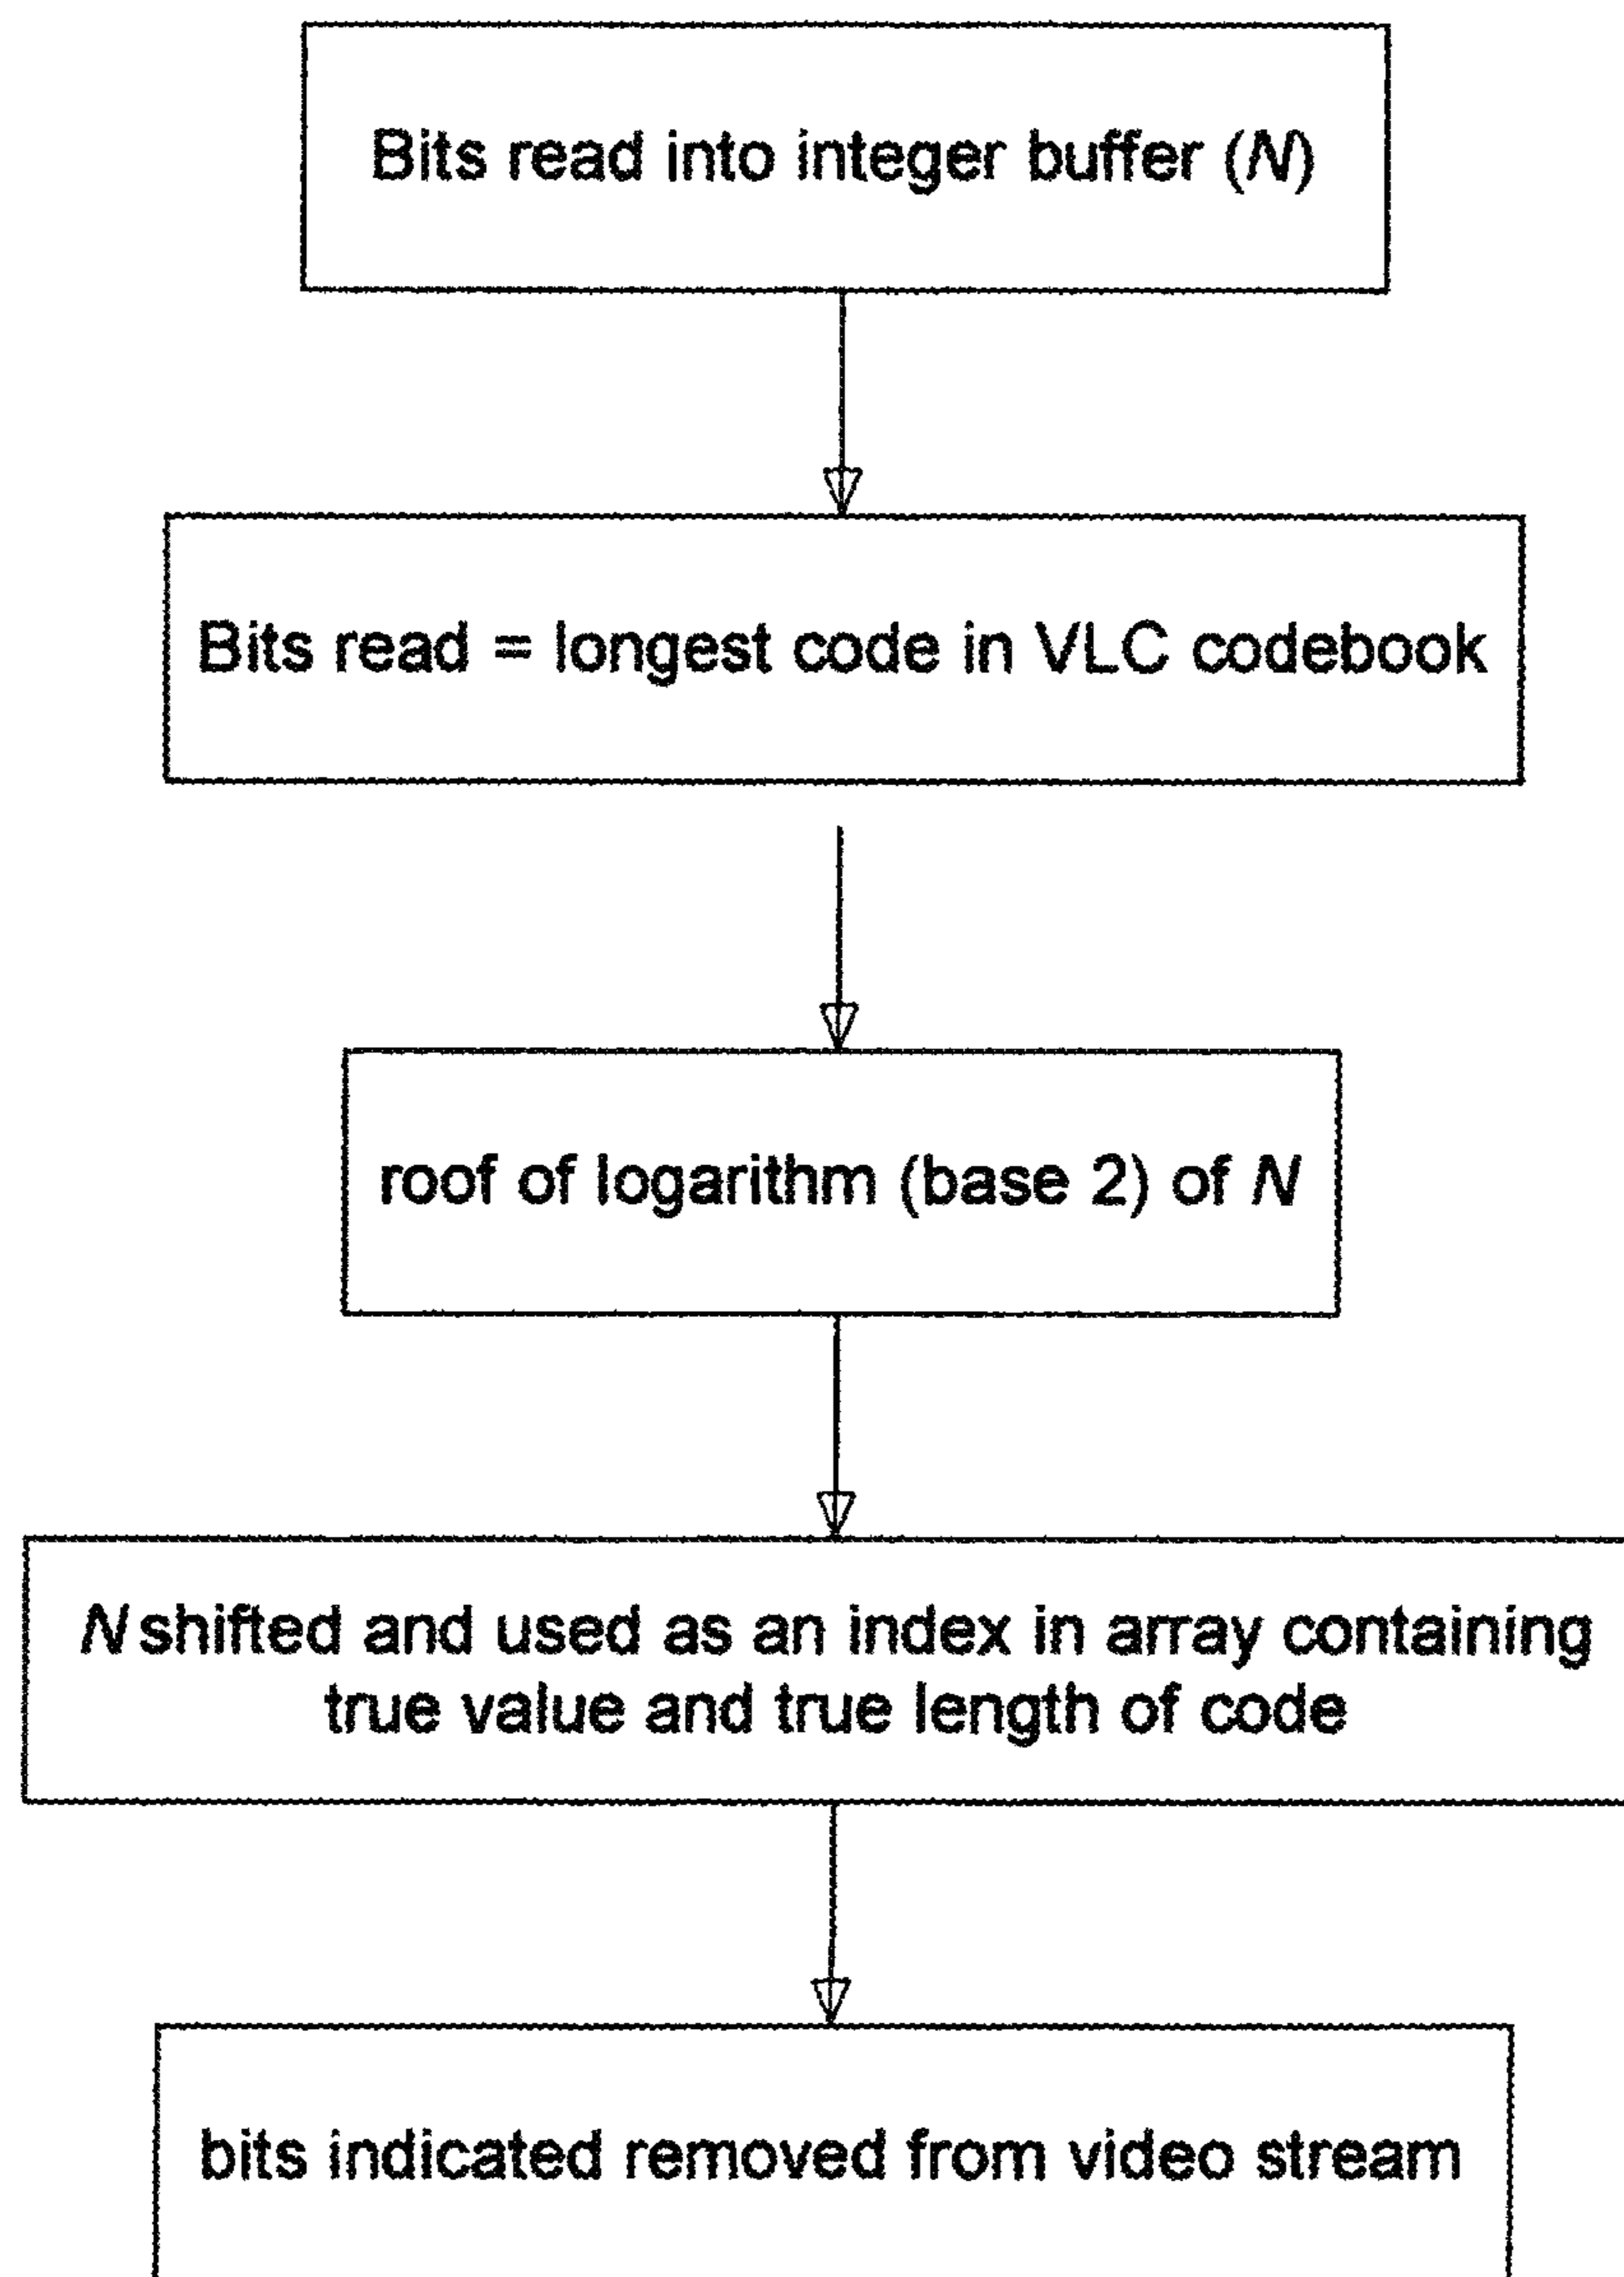 Bits read into integer buffer (N)
Bits read = longest code in VLC codebook
roof of logarithm (base 2) of N
N shifted and used as an index in array containing
true value and true length of code
bits indicated removed from video stream